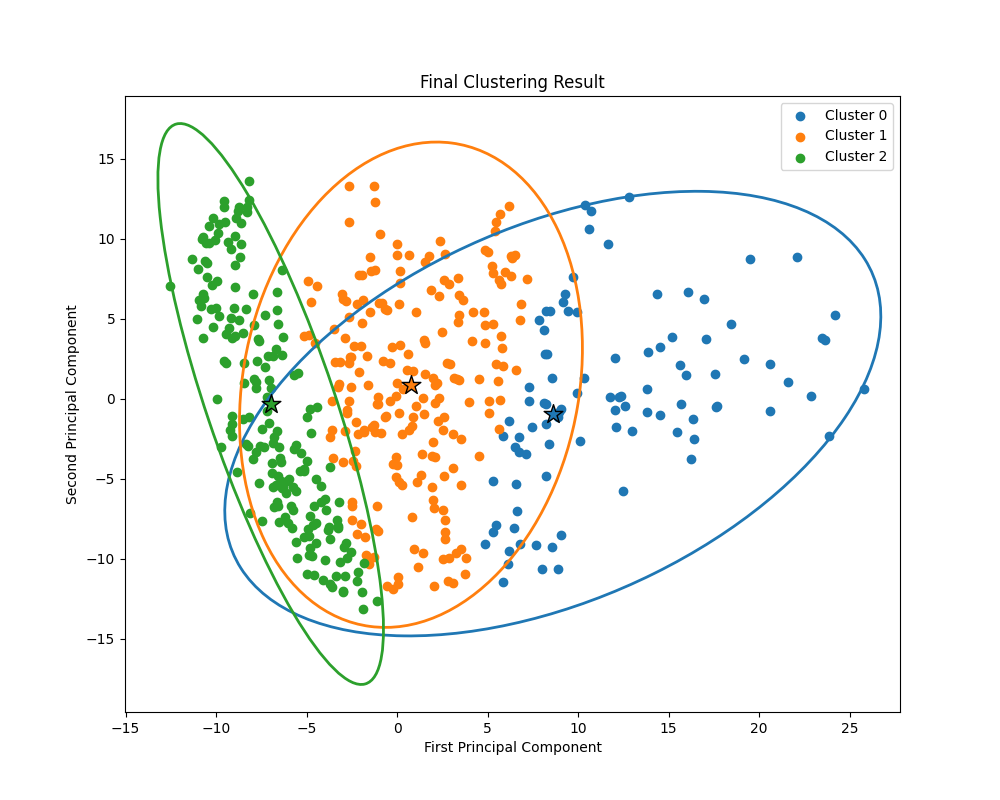 Final Clustering Result
Cluster 0
Cluster 1
Cluster 2
15
10
5
0
−5
−10
−15
Second Principal Component
−15 −10 −5 0 5 10 15 20 25
First Principal Component